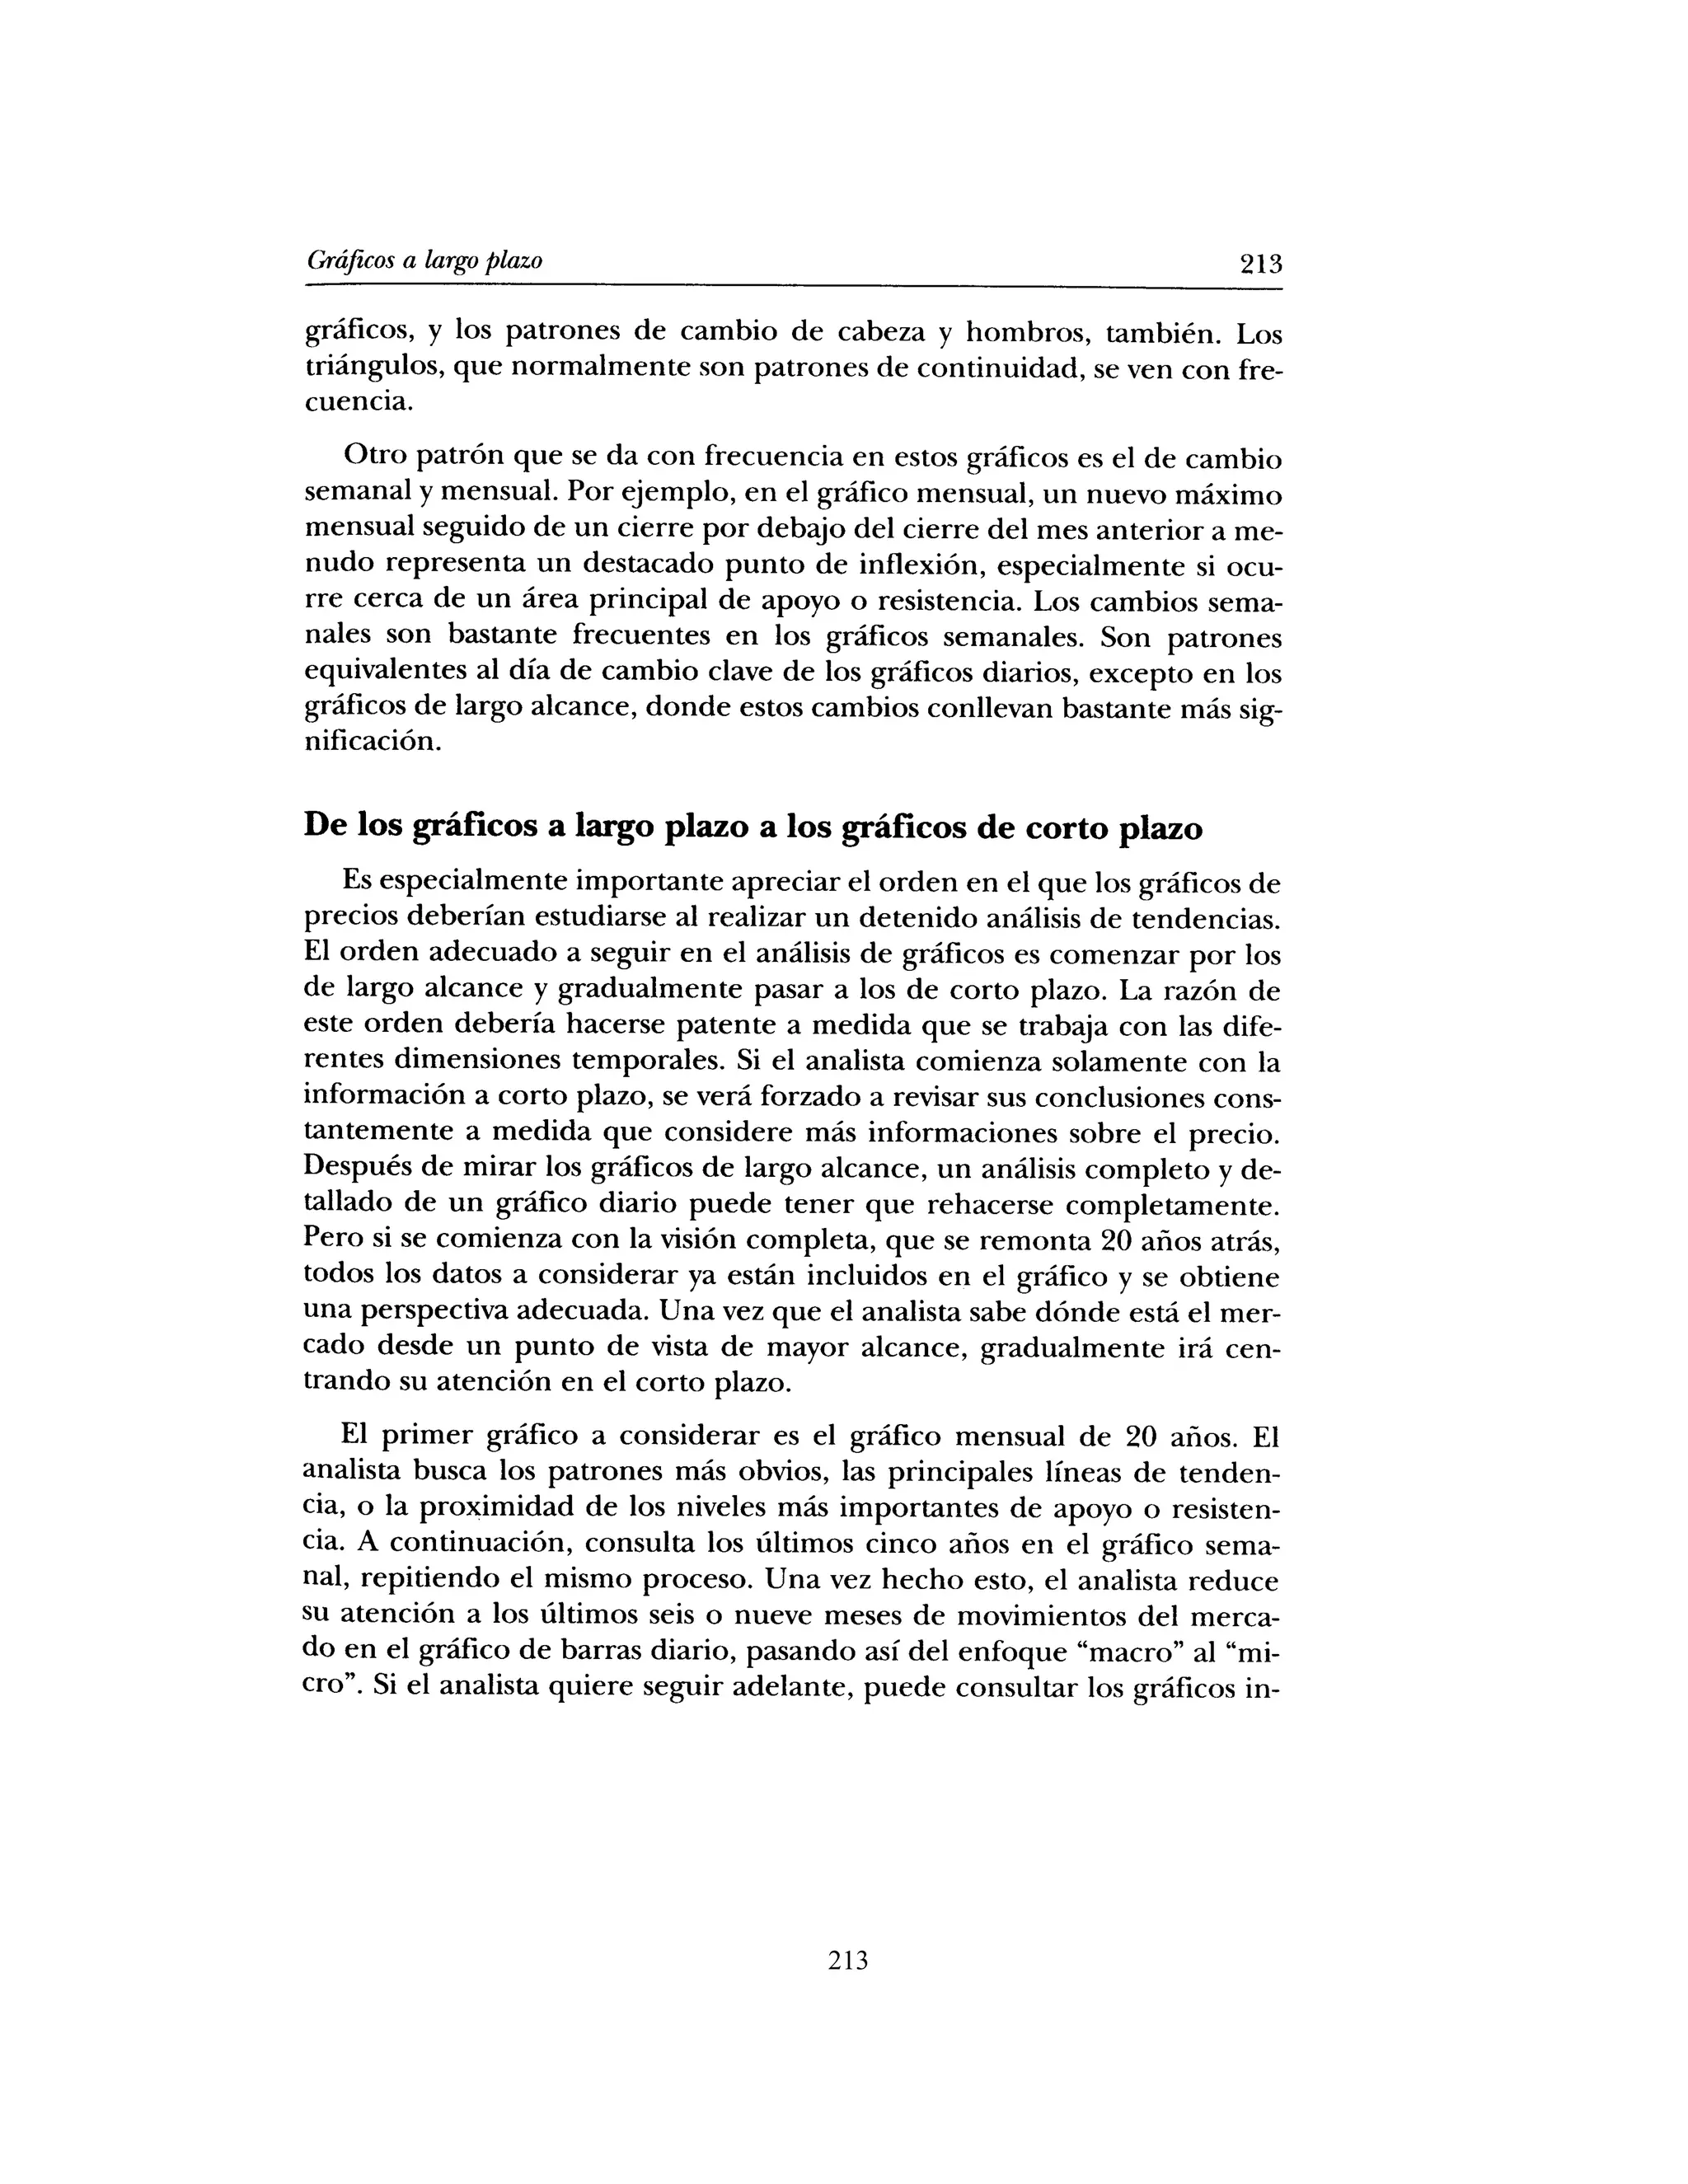 Gráficos a largo plazo 213
gráficos, y los patrones de cambio de cabeza y hombros, también. Los
triángulos, que normalmente son patrones de continuidad, se ven con fre-
cuencia.
Otro patrón que se da con frecuencia en estos gráficos es el de cambio
semanal y mensual. Por ejemplo, en el gráfico mensual, un nuevo máximo
mensual seguido de un cierre por debajo del cierre del mes anterior a me-
nudo representa un destacado punto de inflexión, especialmente si ocu-
rre cerca de un área principal de apoyo o resistencia. Los cambios sema-
nales son bastante frecuentes en los gráficos semanales. Son patrones
equivalentes al día de cambio clave de los gráficos diarios, excepto en los
gráficos de largo alcance, donde estos cambios conllevan bastante más sig-
nificación.
De los gráficos a largo plazo a los gráficos de corto plazo
Es especialmente importante apreciar el orden en el que los gráficos de
precios deberían estudiarse al realizar un detenido análisis de tendencias.
El orden adecuado a seguir en el análisis de gráficos es comenzar por los
de largo alcance y gradualmente pasar a los de corto plazo. La razón de
este orden debería hacerse patente a medida que se trabaja con las dife-
rentes dimensiones temporales. Si el analista comienza solamente con la
información a corto plazo, se verá forzado a revisar sus conclusiones cons-
tantemente a medida que considere más informaciones sobre el precio.
Después de mirar los gráficos de largo alcance, un análisis completo y de-
tallado de un gráfico diario puede tener que rehacerse completamente.
Pero si se comienza con la visión completa, que se remonta 20 años atrás,
todos los datos a considerar ya están incluidos en el gráfico y se obtiene
una perspectiva adecuada. Una vez que el analista sabe dónde está el mer-
cado desde un punto de vista de mayor alcance, gradualmente irá cen-
trando su atención en el corto plazo.
El primer gráfico a considerar es el gráfico mensual de 20 años. El
analista busca los patrones más obvios, las principales líneas de tenden-
cia, o la proximidad de los niveles más importantes de apoyo o resisten-
cia. A continuación, consulta los últimos cinco años en el gráfico sema-
nal, repitiendo el mismo proceso. Una vez hecho esto, el analista reduce
su atención a los últimos seis o nueve meses de movimientos del merca-
do en el gráfico de barras diario, pasando así del enfoque “macro” al “mi-
cro”. Si el analista quiere seguir adelante, puede consultar los gráficos in-
213